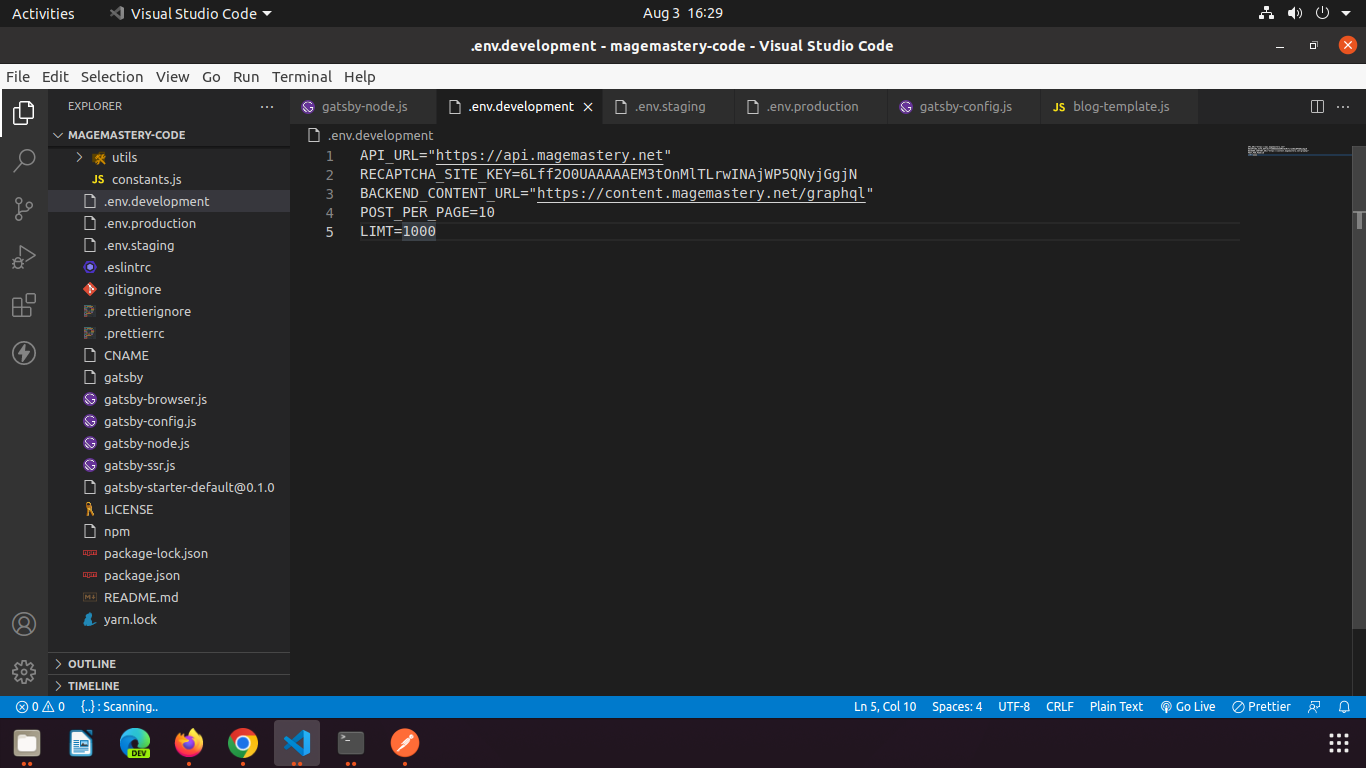 Activities
Visual Studio Code
Aug 3 16:29
.env.development - magemastery-code - Visual Studio Code
File Edit Selection View Go Run Terminal Help
EXPLORER
MAGEMASTERY-CODE
utils
JS constants.js
.env.development
.env.production
.env.staging
.eslintrc
.gitignore
.prettierignore
.prettierrc
CNAME
gatsby
gatsby-browser.js
gatsby-config.js
gatsby-node.js
gatsby-ssr.js
gatsby-starter-default@0.1.0
LICENSE
npm
package-lock.json
package.json
README.md
yarn.lock
OUTLINE
TIMELINE
gatsby-node.js .env.development .env.staging .env.production gatsby-config.js JS blog-template.js
.env.development
1 API_URL="https://api.magemastery.net"
2 RECAPTCHA_SITE_KEY=6Lff2O0UAAAAAEM3tOnMlTLrwINAjWP5QNyjGgjN
3 BACKEND_CONTENT_URL="https://content.magemastery.net/graphql"
4 POST_PER_PAGE=10
5 LIMT=1000
0 0 {..} : Scanning..
Ln 5, Col 10 Spaces: 4 UTF-8 CRLF Plain Text Go Live Prettier
DEV